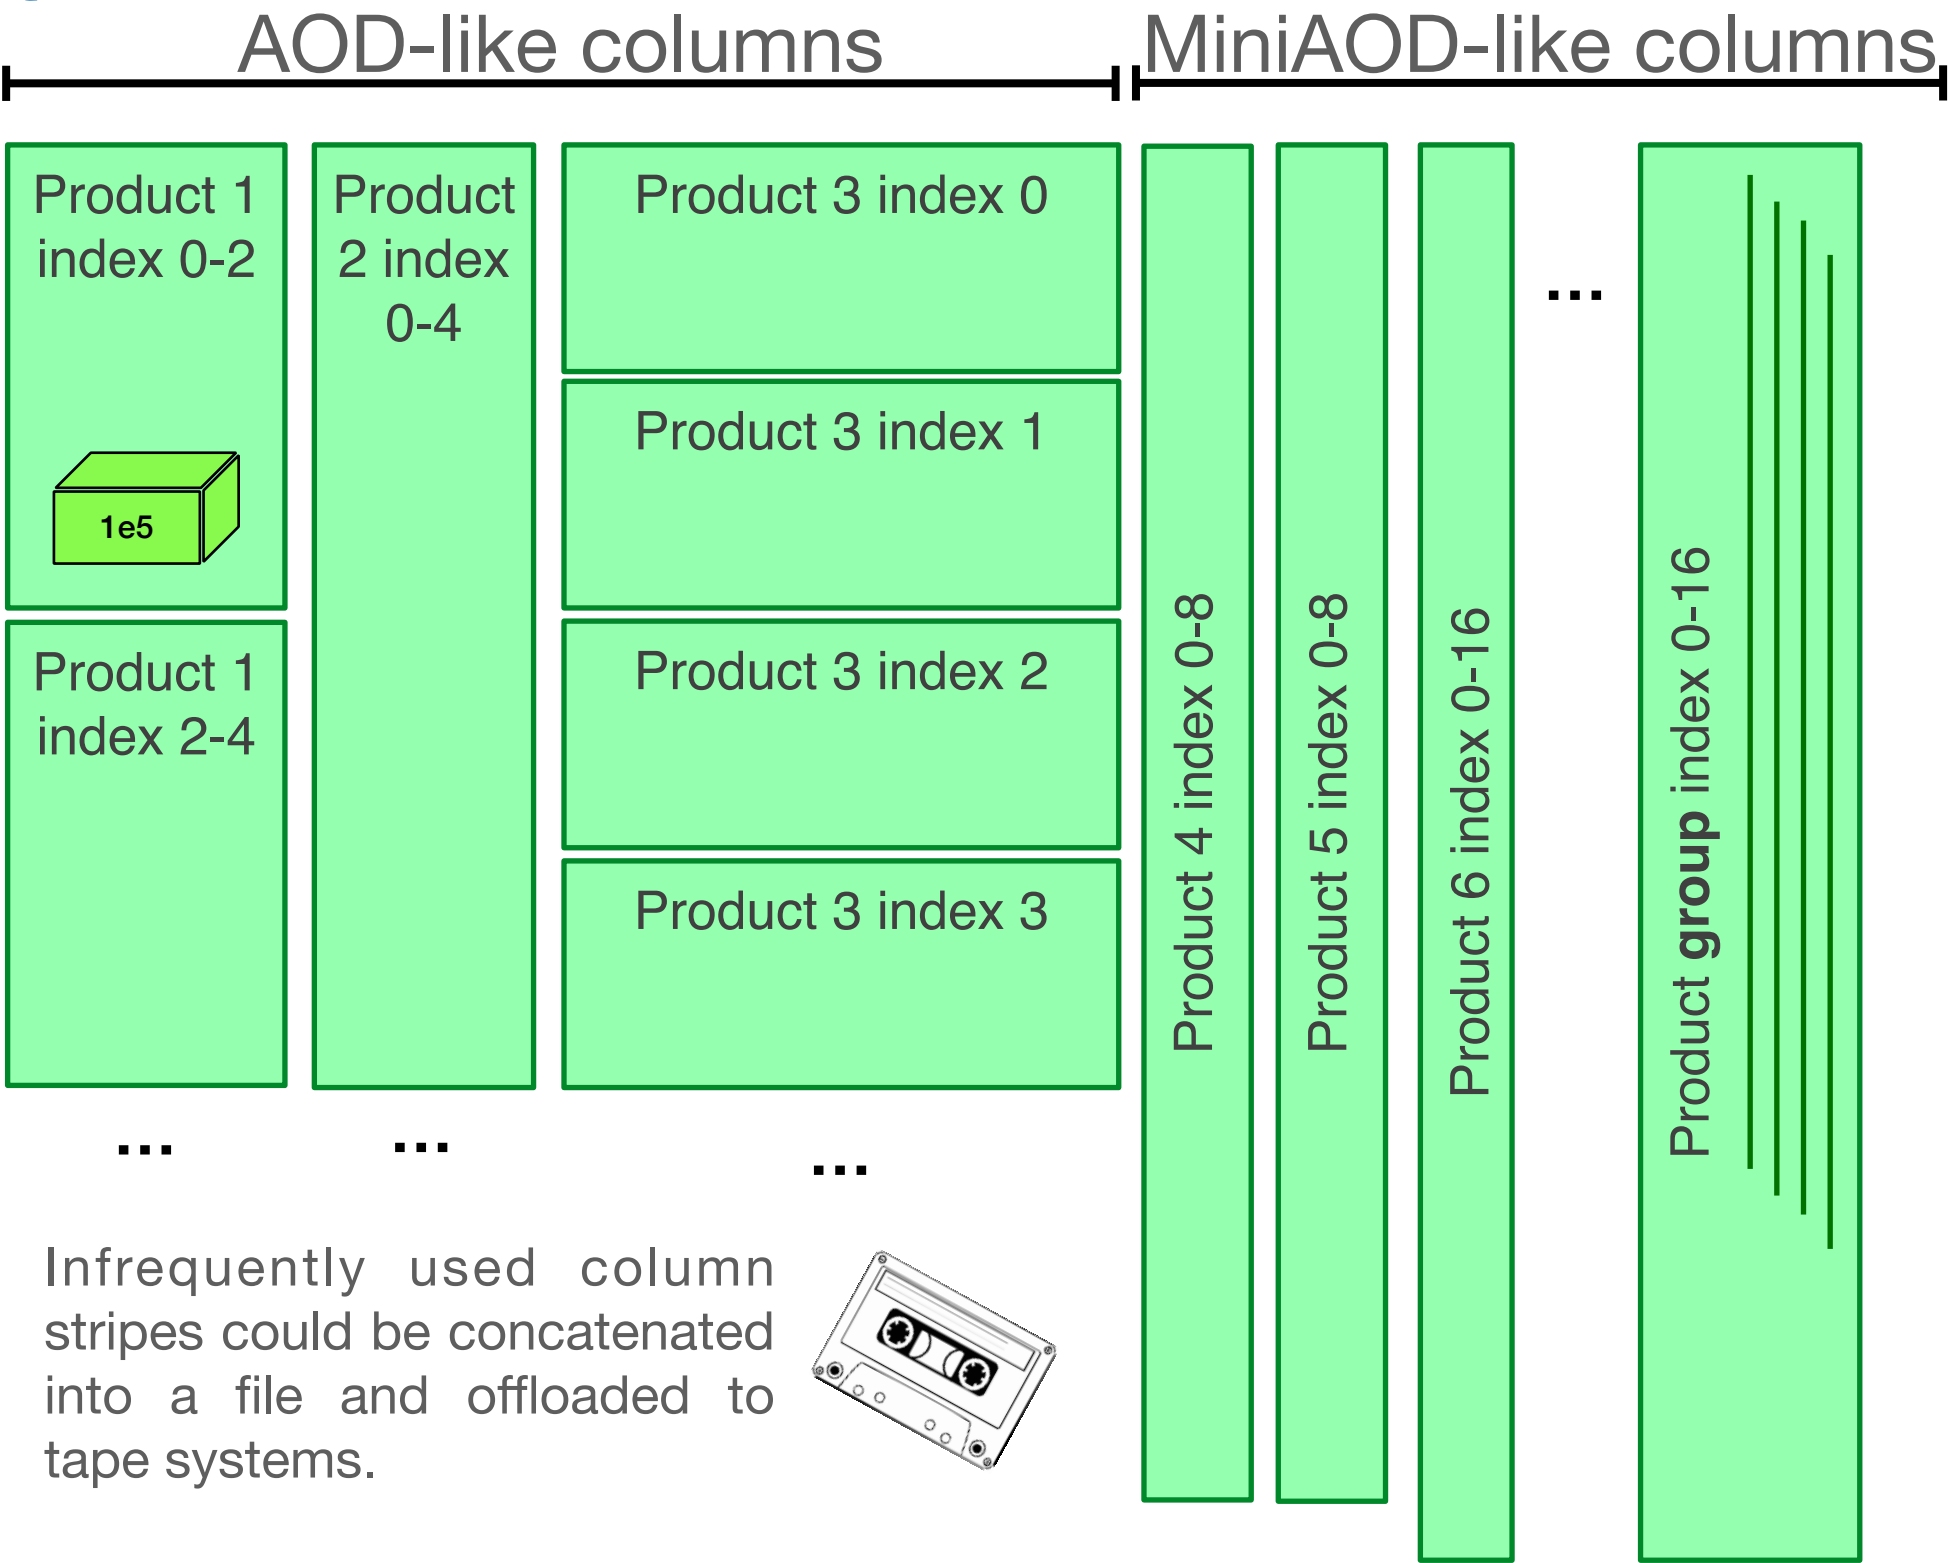 AOD-like columns
MiniAOD-like columns
Product 1
index 0-2
1e5
Product 1
index 2-4
...
Product
2 index
0-4
...
Product 3 index 0
Product 3 index 1
Product 3 index 2
Product 3 index 3
...
Product 4 index 0-8
Product 5 index 0-8
Product 6 index 0-16
...
Product group index 0-16
Infrequently used column
stripes could be concatenated
into a file and offloaded to
tape systems.